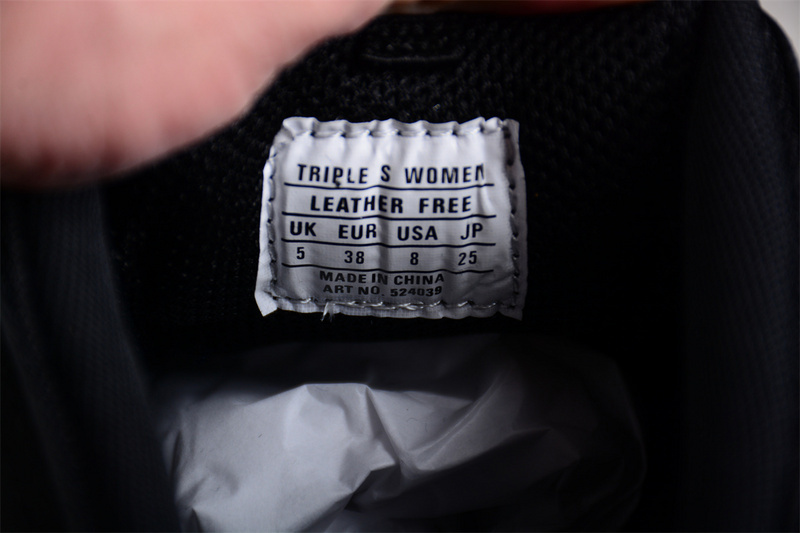 TRIPLE S WOMEN
LEATHER FREE
UK EUR USA JP
5 38 8 25
MADE IN CHINA
ART NO. 524039